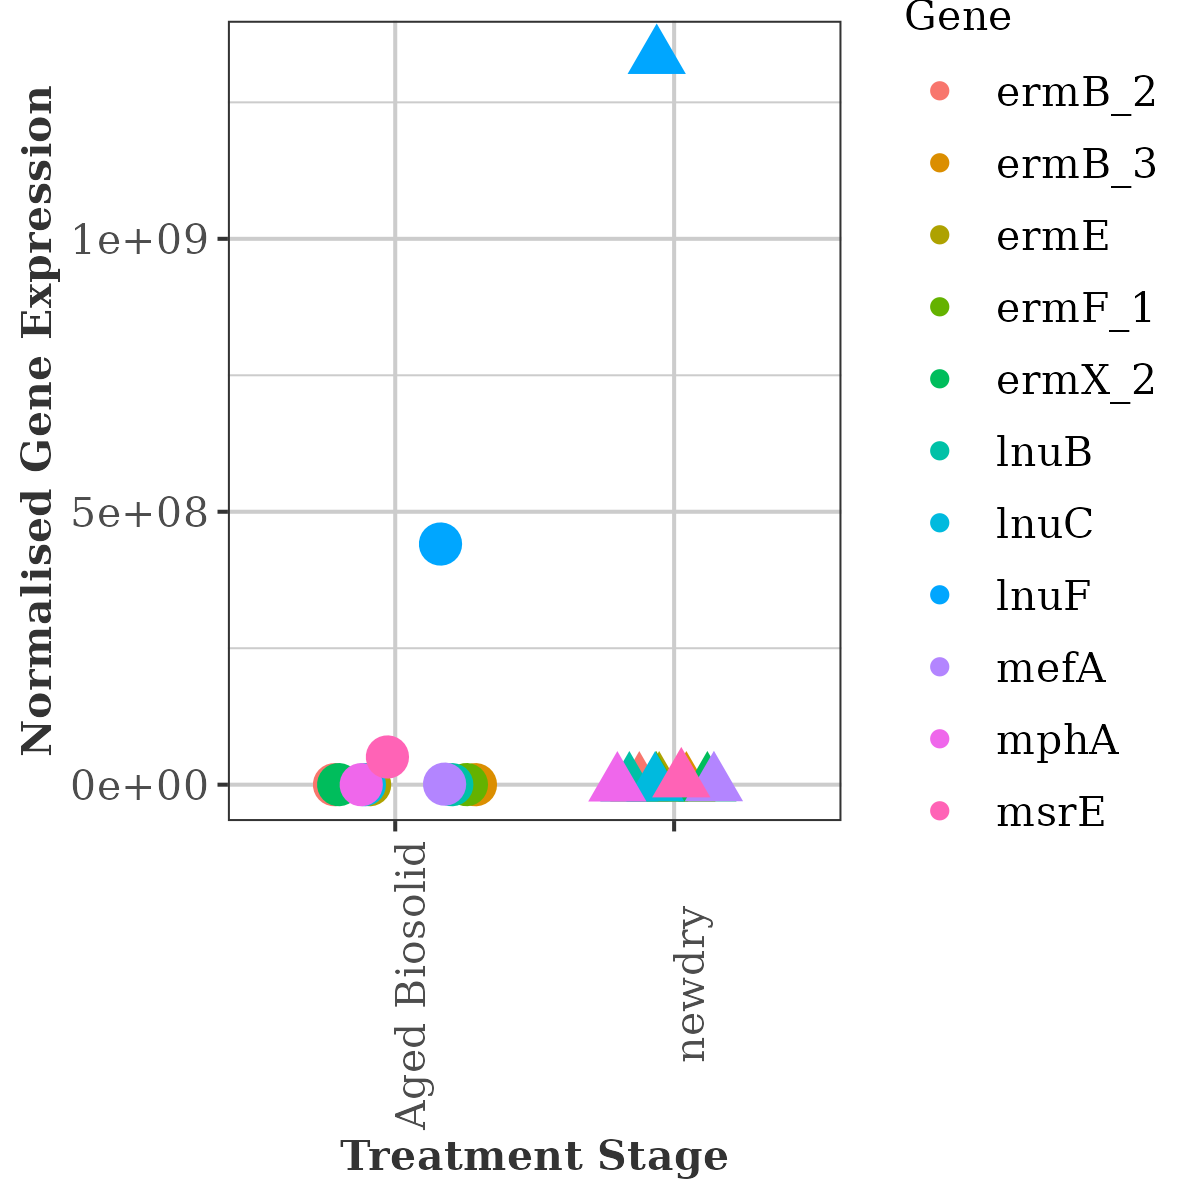 Gene
ermB_2
ermB_3
ermE
ermF_1
ermX_2
lnuB
lnuC
lnuF
mefA
mphA
msrE
Normalised Gene Expression
1e+09
5e+08
0e+00
Aged Biosolid
newdry
Treatment Stage